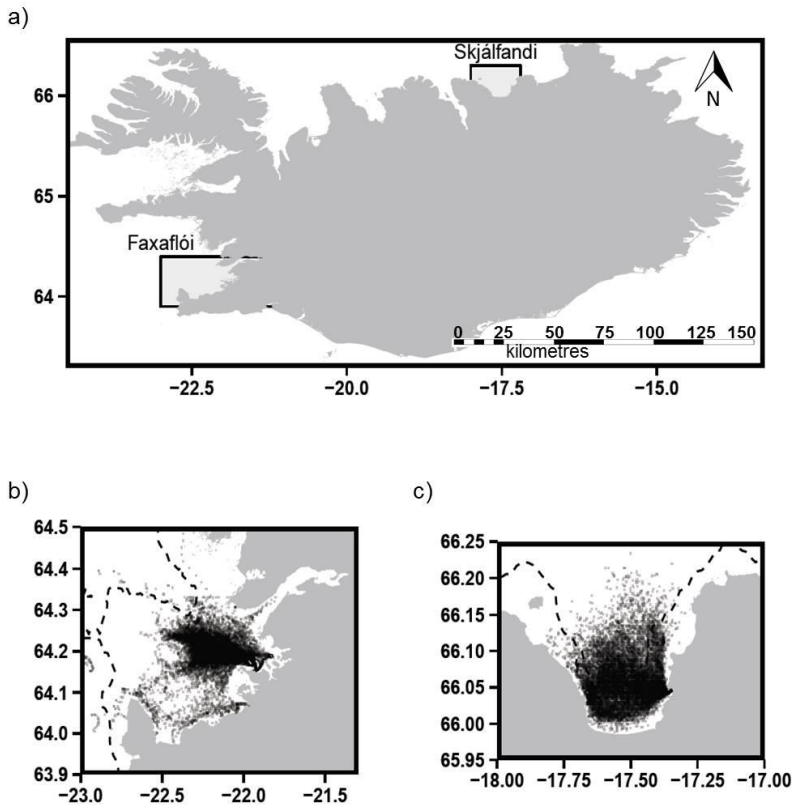 a)
Skjálfandi
N
Faxaflói
66
65
64
0 25 50 75 100 125 150
kilometres
−22.5 −20.0 −17.5 −15.0
b)
64.5
64.4
64.3
64.2
64.1
64.0
63.9
−23.0 −22.5 −22.0 −21.5
c)
66.25
66.20
66.15
66.10
66.05
66.00
65.95
−18.00 −17.75 −17.50 −17.25 −17.00